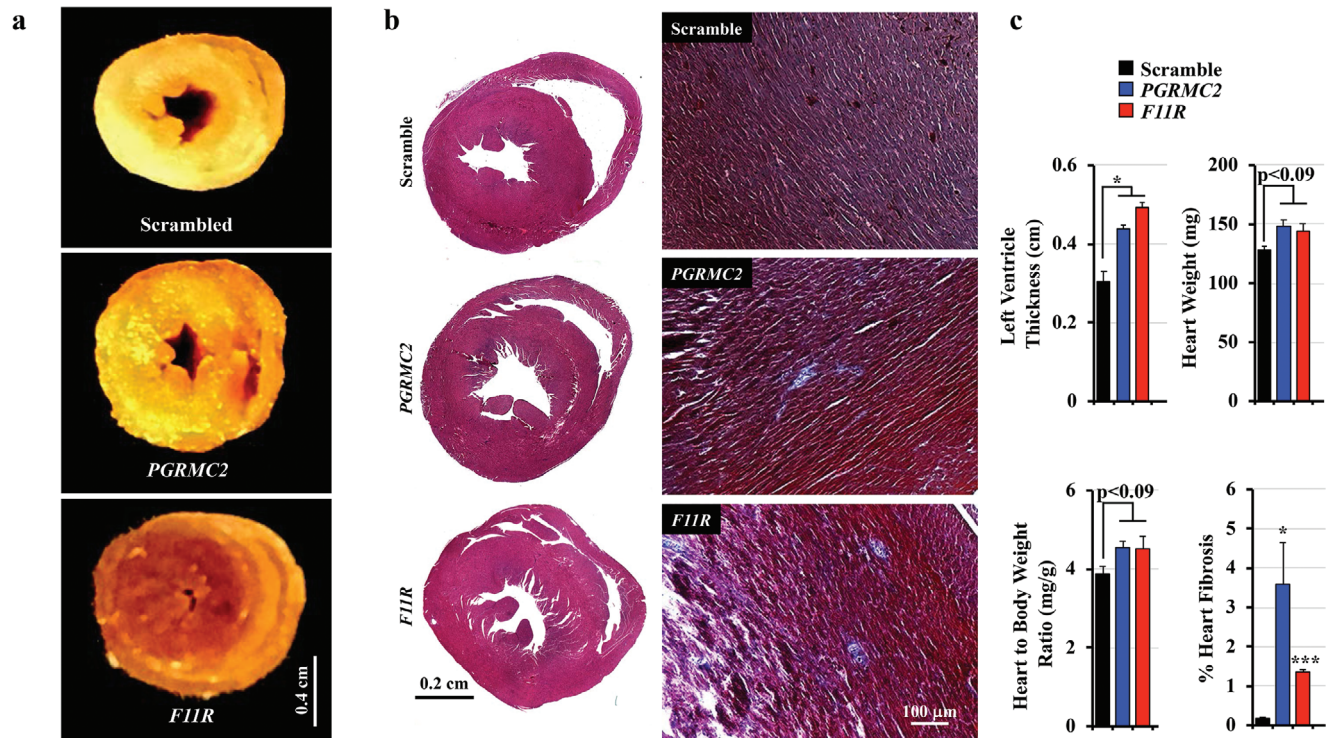 a
Scrambled
PGRMC2
F11R
0.4 cm
b
Scramble
PGRMC2
F11R
0.2 cm
Scramble
PGRMC2
F11R
100 μm
c
Scramble
PGRMC2
F11R
Left Ventricle
Thickness (cm)
0.6
0.4
0.2
0
*
Heart Weight (mg)
200
150
100
50
0
p<0.09
Heart to Body Weight
Ratio (mg/g)
6
4
2
0
p<0.09
% Heart Fibrosis
6
5
4
3
2
1
0
*
***